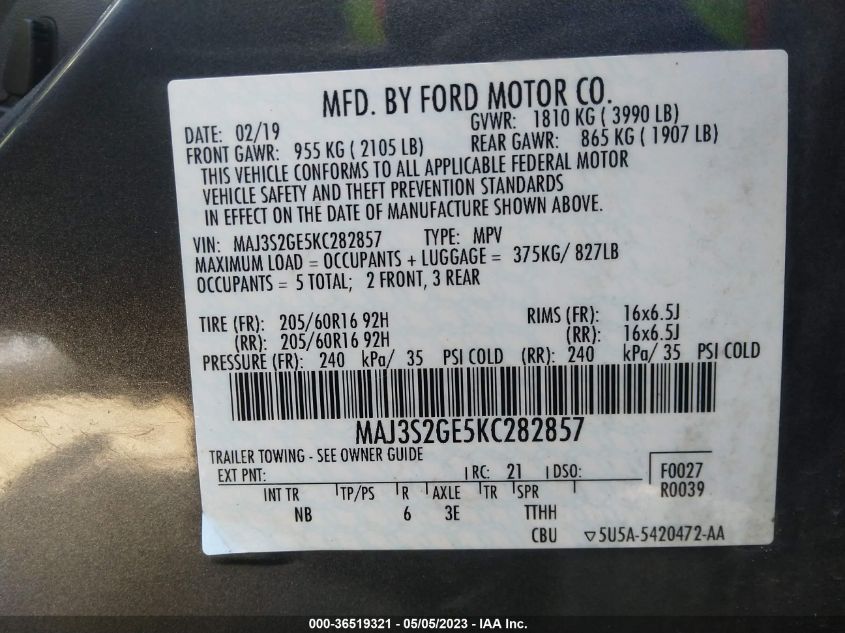 MFD. BY FORD MOTOR CO.
DATE: 02/19 GVWR: 1810 KG ( 3990 LB)
FRONT GAWR: 955 KG ( 2105 LB) REAR GAWR: 865 KG ( 1907 LB)
THIS VEHICLE CONFORMS TO ALL APPLICABLE FEDERAL MOTOR
VEHICLE SAFETY AND THEFT PREVENTION STANDARDS
IN EFFECT ON THE DATE OF MANUFACTURE SHOWN ABOVE.
VIN: MAJ3S2GE5KC282857 TYPE: MPV
MAXIMUM LOAD = OCCUPANTS + LUGGAGE = 375KG/ 827LB
OCCUPANTS = 5 TOTAL; 2 FRONT, 3 REAR
TIRE (FR): 205/60R16 92H RIMS (FR): 16x6.5J
(RR): 205/60R16 92H (RR): 16x6.5J
PRESSURE (FR): 240 kPa/ 35 PSI COLD (RR): 240 kPa/ 35 PSI COLD
MAJ3S2GE5KC282857
TRAILER TOWING - SEE OWNER GUIDE
EXT PNT: RC: 21 DSO: F0027
R0039
INT TR TP/PS R AXLE TR SPR
NB 6 3E TTHH
CBU ▽5U5A-5420472-AA
000-36519321 — 05/05/2023 — IAA Inc.